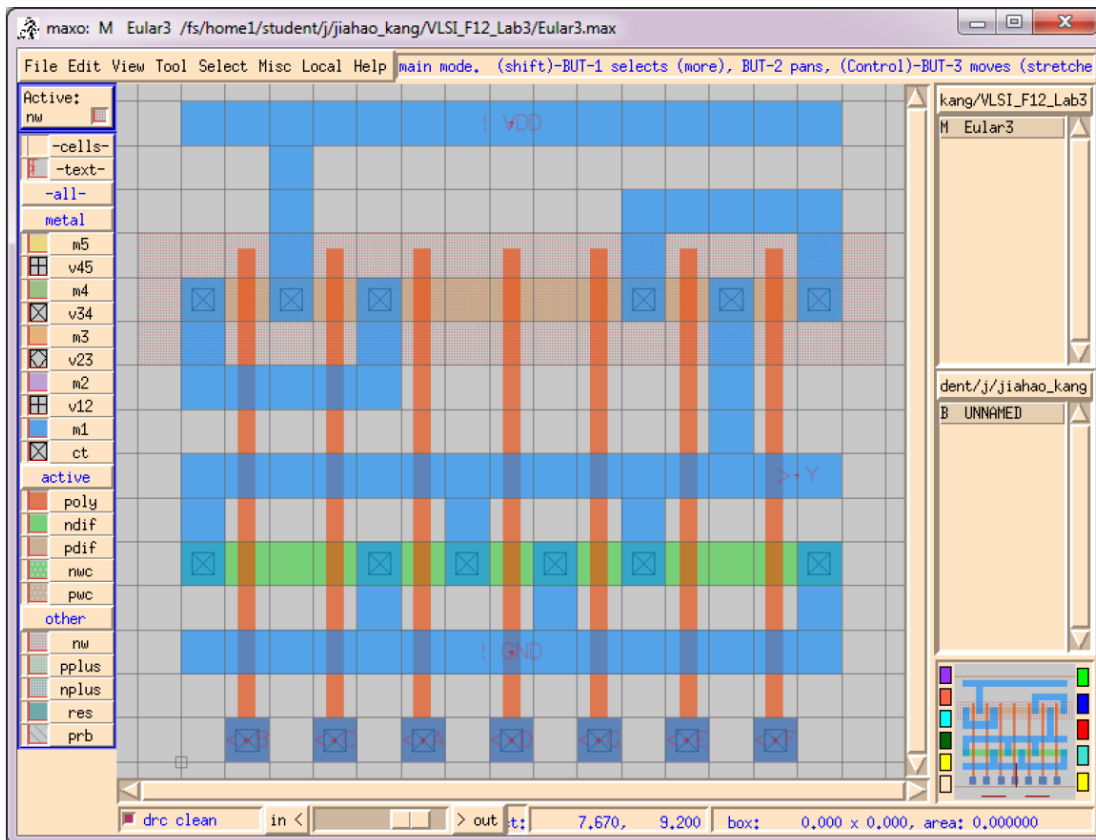 maxo: M Eular3 /fs/home1/student/j/jiahao_kang/VLSI_F12_Lab3/Eular3.max
File Edit View Tool Select Misc Local Help main mode. (shift)-BUT-1 selects (more), BUT-2 pans, (Control)-BUT-3 moves (stretche
Active:
nw
-cells-
-text-
-all-
metal
m5
v45
m4
v34
m3
v23
m2
v12
m1
ct
active
poly
ndif
pdif
nwc
pwc
other
nw
pplus
nplus
res
prb
! VDD
>-Y
! GND
<B
<C
<A
<D
<G
<E
<F
kang/VLSI_F12_Lab3
M Eular3
dent/j/jiahao_kang
B UNNAMED
drc clean in < > out t: 7.670, 9.200 box: 0.000 x 0.000, area: 0.000000